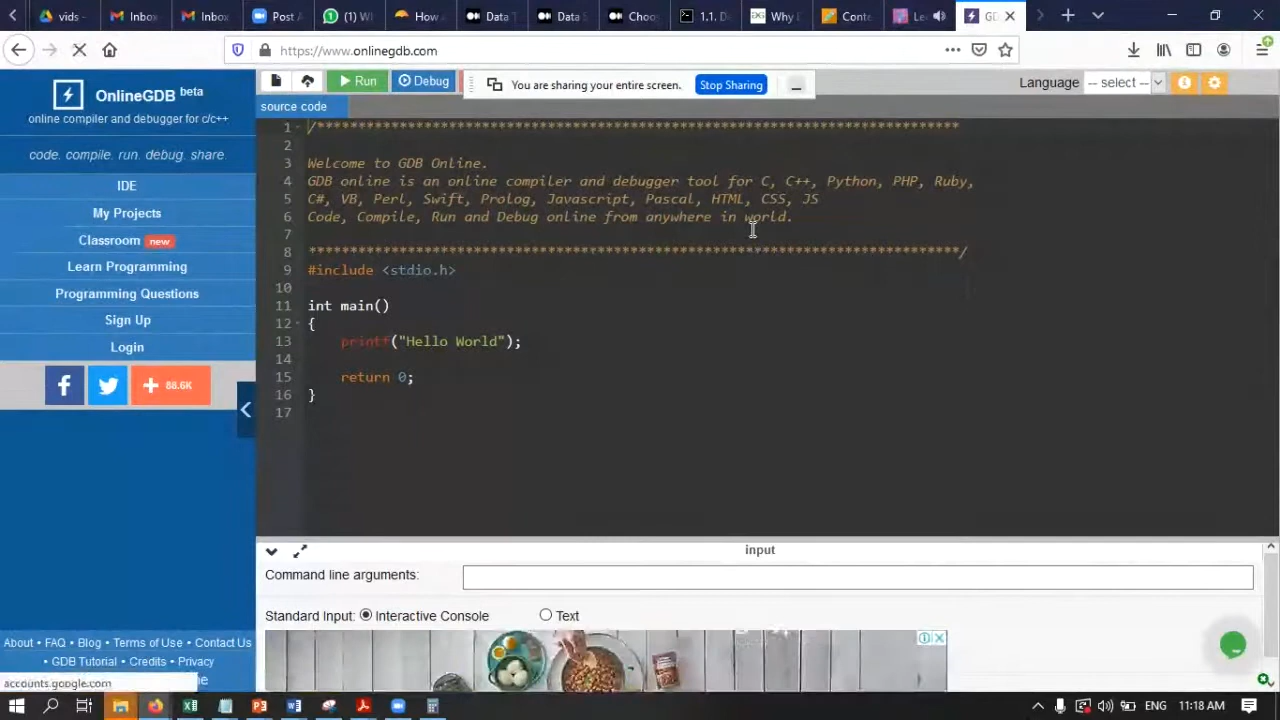 vids -
Inbox
Inbox
Post
(1) W
How
Data T
Data S
Choo
1.1. D
Why
Conte
Le
GD
https://www.onlinegdb.com
OnlineGDB beta
online compiler and debugger for c/c++
code. compile. run. debug. share.
IDE
My Projects
Classroom new
Learn Programming
Programming Questions
Sign Up
Login
88.6K
About • FAQ • Blog • Terms of Use • Contact Us
• GDB Tutorial • Credits • Privacy
accounts.google.com
Run
Debug
You are sharing your entire screen.
Stop Sharing
Language
-- select --
source code
1 /******************************************************************************
2
3 Welcome to GDB Online.
4 GDB online is an online compiler and debugger tool for C, C++, Python, PHP, Ruby,
5 C#, VB, Perl, Swift, Prolog, Javascript, Pascal, HTML, CSS, JS
6 Code, Compile, Run and Debug online from anywhere in world.
7
8 *******************************************************************************/
9 #include <stdio.h>
10
11 int main()
12 {
13 printf("Hello World");
14
15 return 0;
16 }
17
input
Command line arguments:
Standard Input: Interactive Console Text
11:18 AM